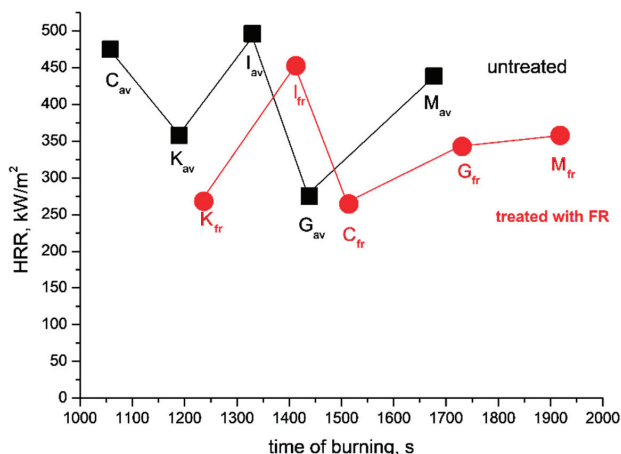 500
450
400
350
300
250
200
150
100
50
0
HRR, kW/m²
C_av
K_av
I_av
G_av
M_av
untreated
K_fr
I_fr
C_fr
G_fr
M_fr
treated with FR
1000 1100 1200 1300 1400 1500 1600 1700 1800 1900 2000
time of burning, s